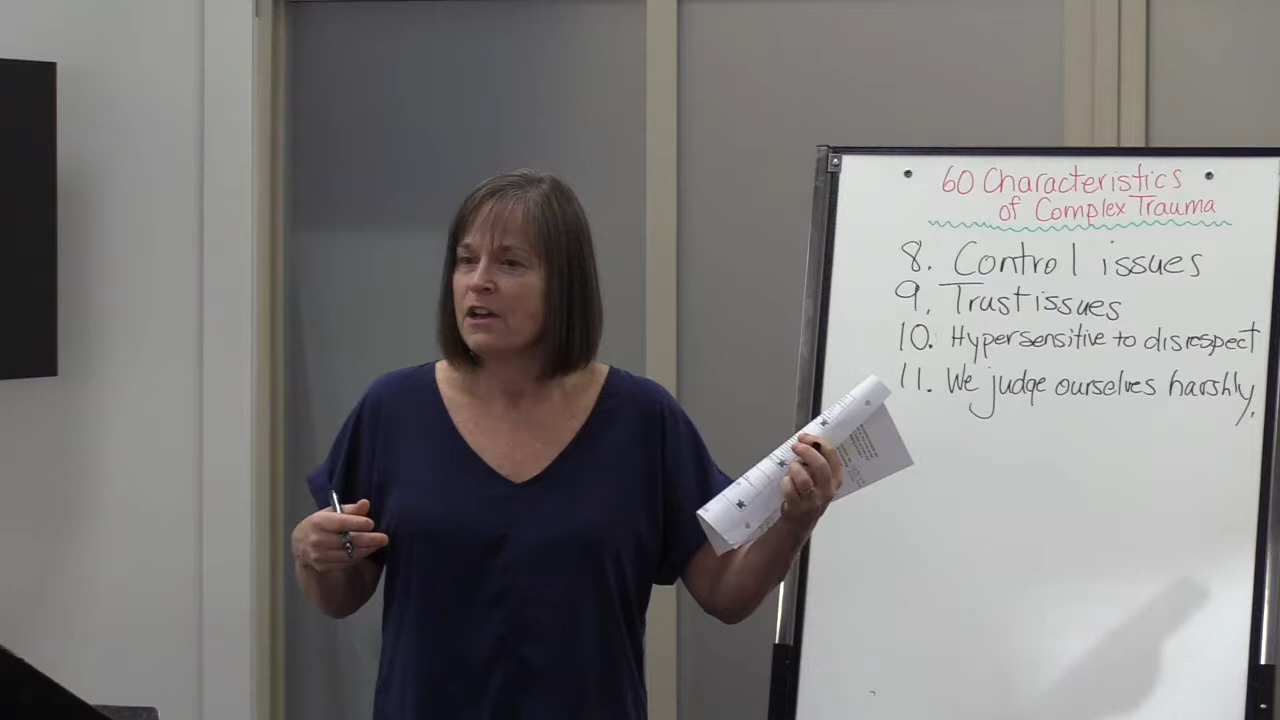 60 Characteristics
of Complex Trauma
8. Control issues
9. Trust issues
10. Hypersensitive to disrespect
11. We judge ourselves harshly,